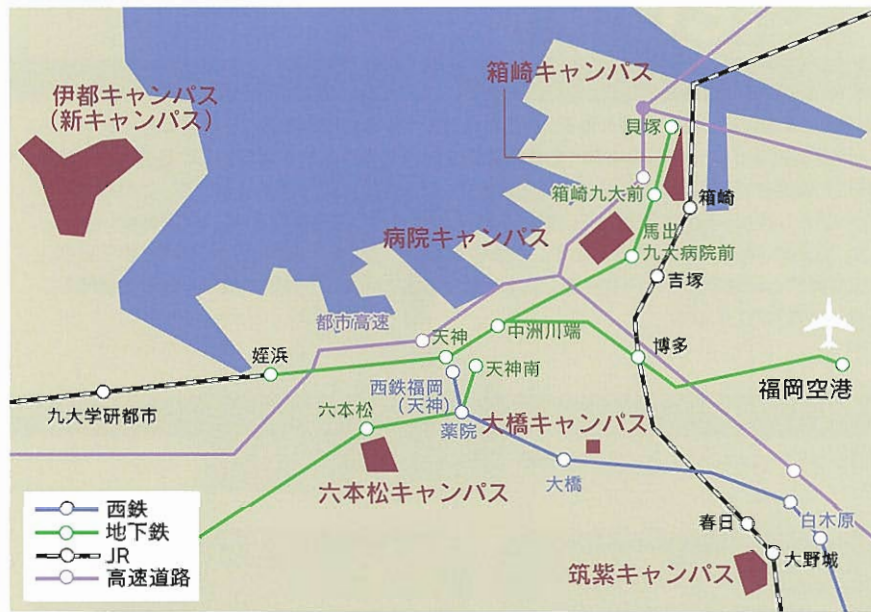 箱崎キャンパス
伊都キャンパス
(新キャンパス)
貝塚
箱崎九大前
箱崎
病院キャンパス
馬出
九大病院前
吉塚
都市高速
天神
中洲川端
博多
姪浜
西鉄福岡
(天神)
天神南
福岡空港
九大学研都市
六本松
薬院
大橋キャンパス
六本松キャンパス
大橋
西鉄
地下鉄
JR
高速道路
春日
白木原
大野城
筑紫キャンパス